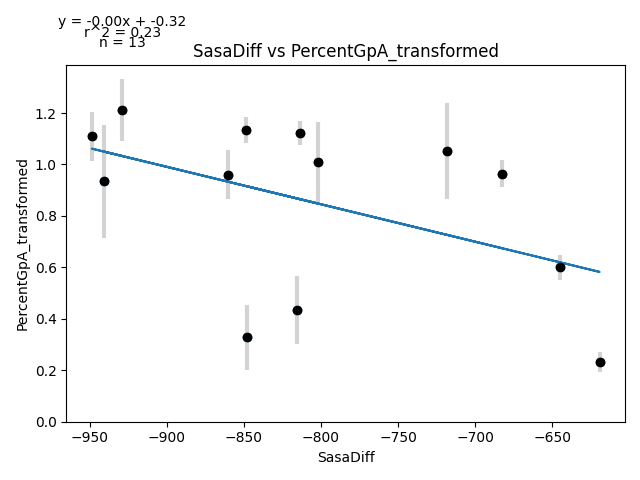 y = -0.00x + -0.32
r^2 = 0.23
n = 13
SasaDiff vs PercentGpA_transformed
PercentGpA_transformed
1.2
1.0
0.8
0.6
0.4
0.2
0.0
−950
−900
−850
−800
−750
−700
−650
SasaDiff